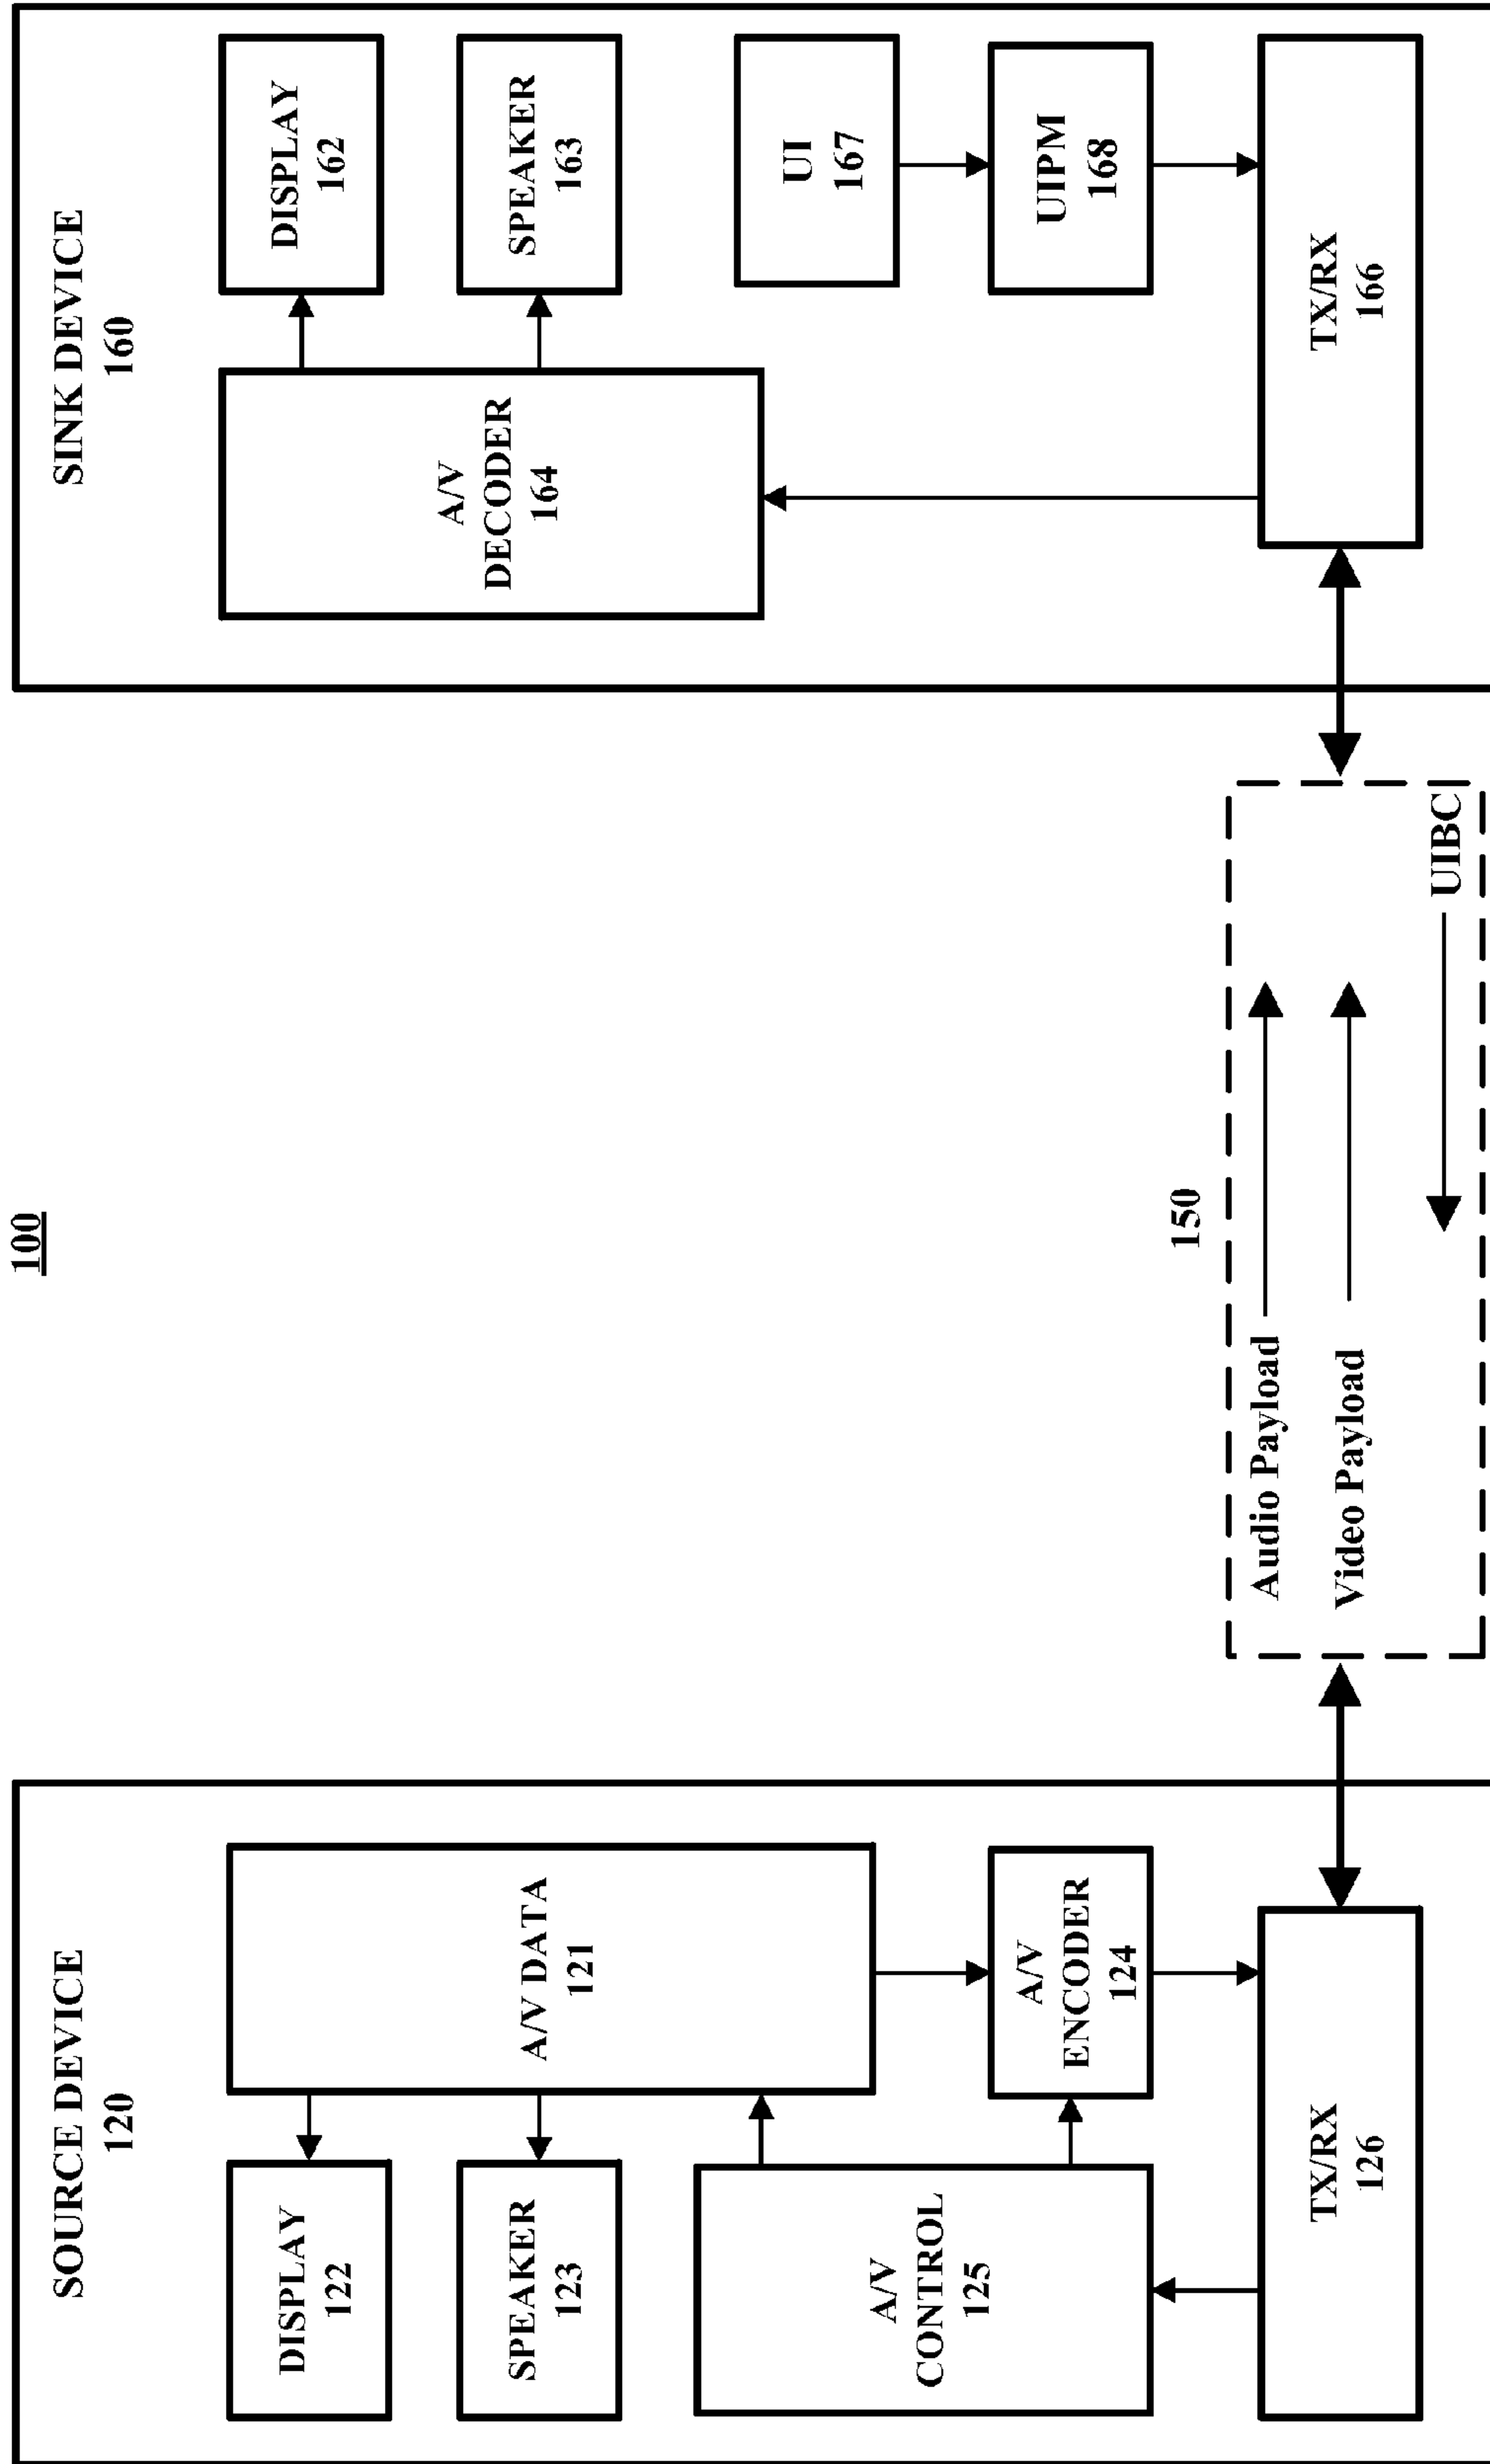 100
SOURCE DEVICE
120
DISPLAY
122
SPEAKER
123
A/V DATA
121
A/V
CONTROL
125
A/V
ENCODER
124
TX/RX
126
150
Audio Payload
Video Payload
UIBC
SINK DEVICE
160
A/V
DECODER
164
DISPLAY
162
SPEAKER
163
UI
167
UIPM
168
TX/RX
166